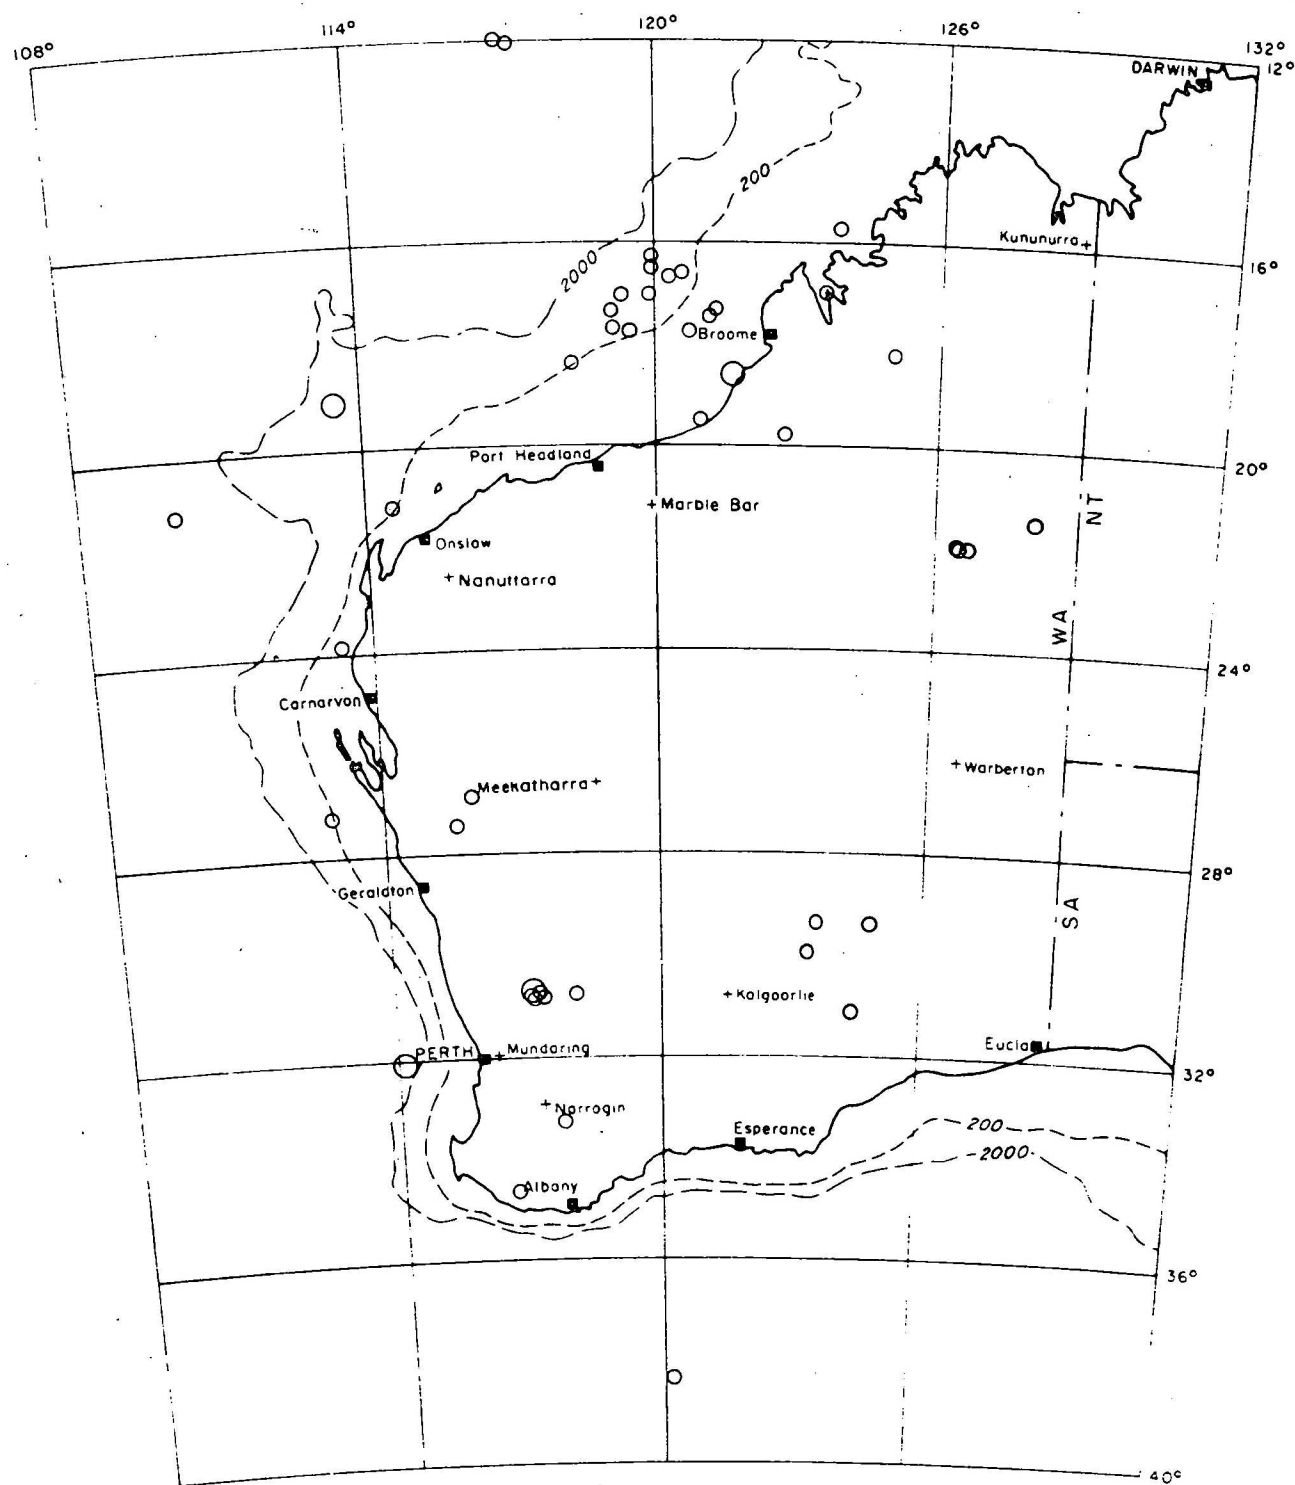 108°
114°
120°
126°
132°
12°
DARWIN
200
Kununurra
2000
16°
Broome
Port Headland
20°
Marble Bar
NT
Onslow
Nanuttarra
WA
24°
Carnarvon
Warberton
Meekatharra
28°
Geraldton
SA
Kalgoorlie
Eucla
PERTH
Mundaring
32°
Narrogin
Esperance
200
2000
Albany
36°
40°